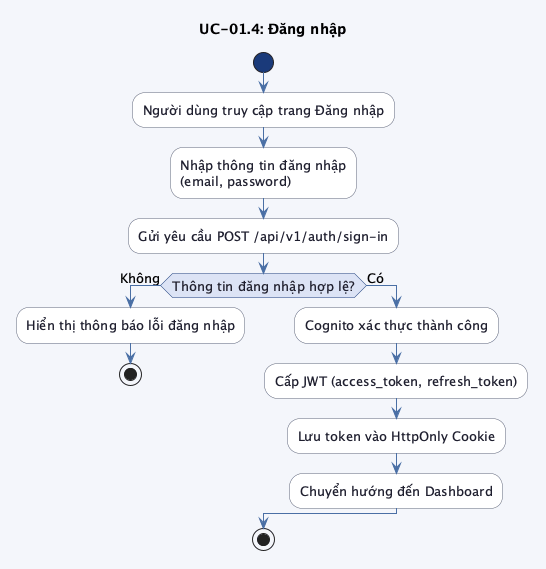 UC-01.4: Đăng nhập
Người dùng truy cập trang Đăng nhập
Nhập thông tin đăng nhập
(email, password)
Gửi yêu cầu POST /api/v1/auth/sign-in
Không
Thông tin đăng nhập hợp lệ?
Có
Hiển thị thông báo lỗi đăng nhập
Cognito xác thực thành công
Cấp JWT (access_token, refresh_token)
Lưu token vào HttpOnly Cookie
Chuyển hướng đến Dashboard